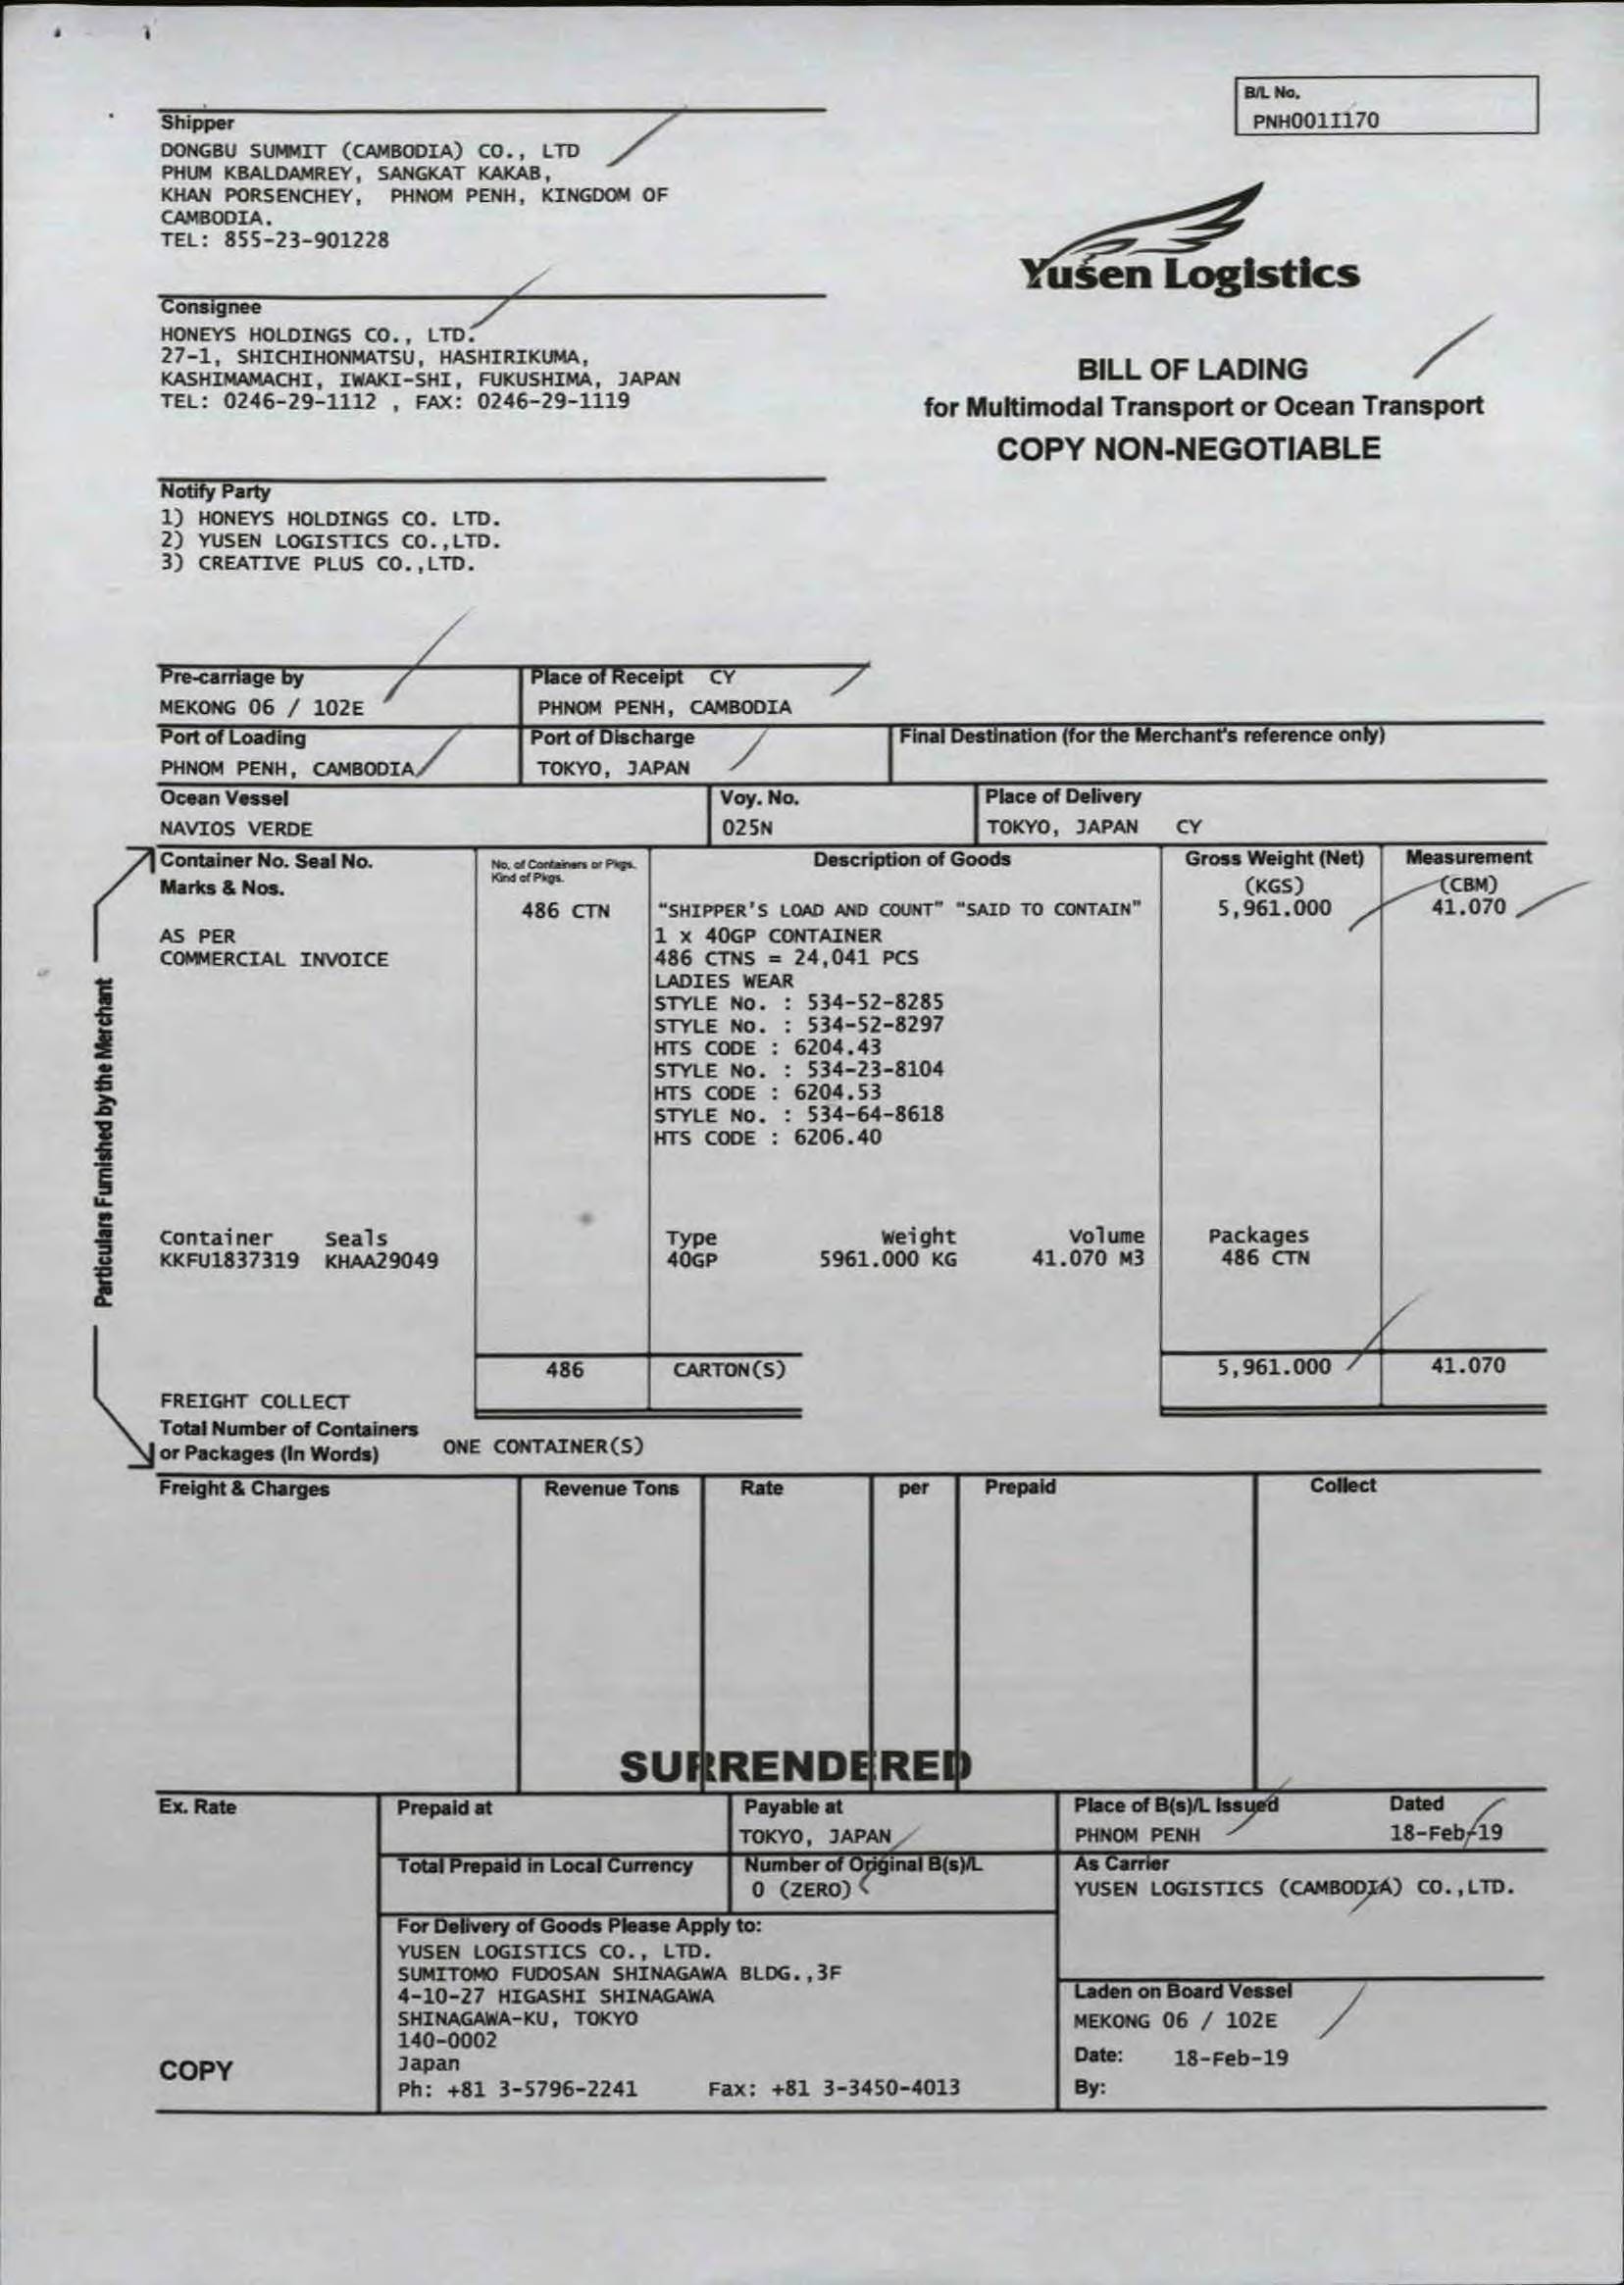 B/L No.
PNH0011170
Shipper
DONGBU SUMMIT (CAMBODIA) CO., LTD
PHUM KBALDAMREY, SANGKAT KAKAB,
KHAN PORSENCHEY, PHNOM PENH, KINGDOM OF
CAMBODIA.
TEL: 855-23-901228
Yusen Logistics
Consignee
HONEYS HOLDINGS CO., LTD.
27-1, SHICHIHONMATSU, HASHIRIKUMA,
KASHIMAMACHI, IWAKI-SHI, FUKUSHIMA, JAPAN
TEL: 0246-29-1112 , FAX: 0246-29-1119
BILL OF LADING
for Multimodal Transport or Ocean Transport
COPY NON-NEGOTIABLE
Notify Party
1) HONEYS HOLDINGS CO. LTD.
2) YUSEN LOGISTICS CO.,LTD.
3) CREATIVE PLUS CO.,LTD.
Pre-carriage by Place of Receipt CY
MEKONG 06 / 102E PHNOM PENH, CAMBODIA
Port of Loading Port of Discharge Final Destination (for the Merchant's reference only)
PHNOM PENH, CAMBODIA TOKYO, JAPAN
Ocean Vessel Voy. No. Place of Delivery
NAVIOS VERDE 025N TOKYO, JAPAN CY
Particulars Furnished by the Merchant
Container No. Seal No. No. of Containers or Pkgs. Description of Goods Gross Weight (Net) Measurement
Marks & Nos. Kind of Pkgs. (KGS) (CBM)
486 CTN "SHIPPER'S LOAD AND COUNT" "SAID TO CONTAIN" 5,961.000 41.070
AS PER 1 x 40GP CONTAINER
COMMERCIAL INVOICE 486 CTNS = 24,041 PCS
LADIES WEAR
STYLE No. : 534-52-8285
STYLE No. : 534-52-8297
HTS CODE : 6204.43
STYLE No. : 534-23-8104
HTS CODE : 6204.53
STYLE No. : 534-64-8618
HTS CODE : 6206.40
Container Seals Type Weight Volume Packages
KKFU1837319 KHAA29049 40GP 5961.000 KG 41.070 M3 486 CTN
486 CARTON(S) 5,961.000 41.070
FREIGHT COLLECT
Total Number of Containers
or Packages (In Words) ONE CONTAINER(S)
Freight & Charges Revenue Tons Rate per Prepaid Collect
SURRENDERED
Ex. Rate Prepaid at Payable at Place of B(s)/L Issued Dated
TOKYO, JAPAN PHNOM PENH 18-Feb-19
Total Prepaid in Local Currency Number of Original B(s)/L As Carrier
0 (ZERO) YUSEN LOGISTICS (CAMBODIA) CO.,LTD.
For Delivery of Goods Please Apply to:
YUSEN LOGISTICS CO., LTD.
SUMITOMO FUDOSAN SHINAGAWA BLDG.,3F
4-10-27 HIGASHI SHINAGAWA
SHINAGAWA-KU, TOKYO
140-0002
Japan
Ph: +81 3-5796-2241 Fax: +81 3-3450-4013
Laden on Board Vessel
MEKONG 06 / 102E
Date: 18-Feb-19
By:
COPY